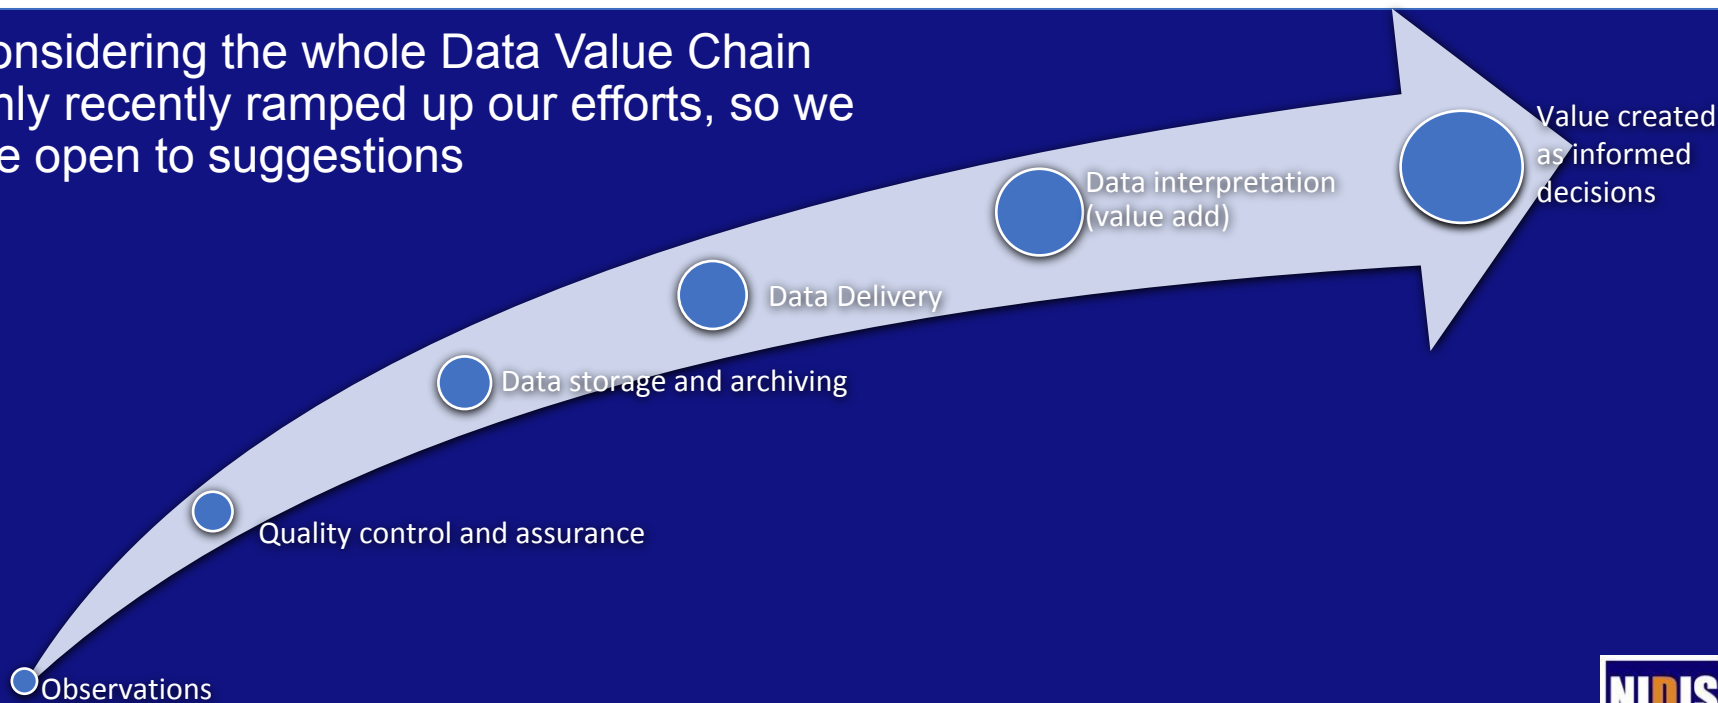 onsidering the whole Data Value Chain
nly recently ramped up our efforts, so we
e open to suggestions
Value created
as informed
decisions
Data interpretation
(value add)
Data Delivery
Data storage and archiving
Quality control and assurance
Observations
NIDIS